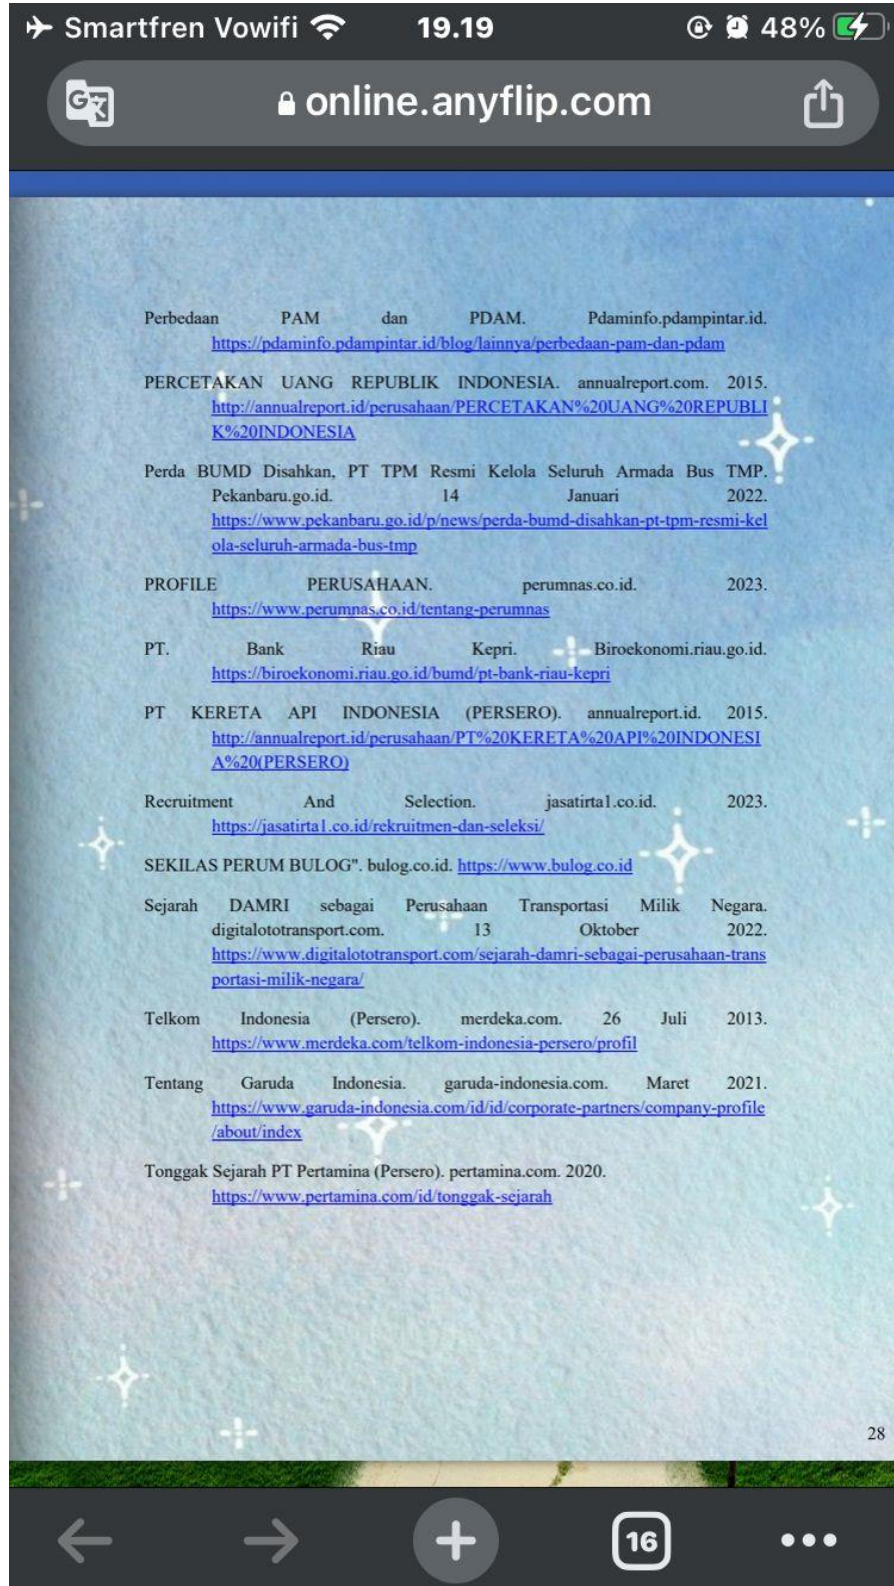 Smartfren Vowifi 19.19 48%
online.anyflip.com
Perbedaan PAM dan PDAM. Pdaminfo.pdampintar.id.
https://pdaminfo.pdampintar.id/blog/lainnya/perbedaan-pam-dan-pdam
PERCETAKAN UANG REPUBLIK INDONESIA. annualreport.com. 2015.
http://annualreport.id/perusahaan/PERCETAKAN%20UANG%20REPUBLI
K%20INDONESIA
Perda BUMD Disahkan, PT TPM Resmi Kelola Seluruh Armada Bus TMP.
Pekanbaru.go.id. 14 Januari 2022.
https://www.pekanbaru.go.id/p/news/perda-bumd-disahkan-pt-tpm-resmi-kel
ola-seluruh-armada-bus-tmp
PROFILE PERUSAHAAN. perumnas.co.id. 2023.
https://www.perumnas.co.id/tentang-perumnas
PT. Bank Riau Kepri. Biroekonomi.riau.go.id.
https://biroekonomi.riau.go.id/bumd/pt-bank-riau-kepri
PT KERETA API INDONESIA (PERSERO). annualreport.id. 2015.
http://annualreport.id/perusahaan/PT%20KERETA%20API%20INDONESI
A%20(PERSERO)
Recruitment And Selection. jasatirta1.co.id. 2023.
https://jasatirta1.co.id/rekruitmen-dan-seleksi/
SEKILAS PERUM BULOG". bulog.co.id. https://www.bulog.co.id
Sejarah DAMRI sebagai Perusahaan Transportasi Milik Negara.
digitalototransport.com. 13 Oktober 2022.
https://www.digitalototransport.com/sejarah-damri-sebagai-perusahaan-trans
portasi-milik-negara/
Telkom Indonesia (Persero). merdeka.com. 26 Juli 2013.
https://www.merdeka.com/telkom-indonesia-persero/profil
Tentang Garuda Indonesia. garuda-indonesia.com. Maret 2021.
https://www.garuda-indonesia.com/id/id/corporate-partners/company-profile
/about/index
Tonggak Sejarah PT Pertamina (Persero). pertamina.com. 2020.
https://www.pertamina.com/id/tonggak-sejarah
28
16